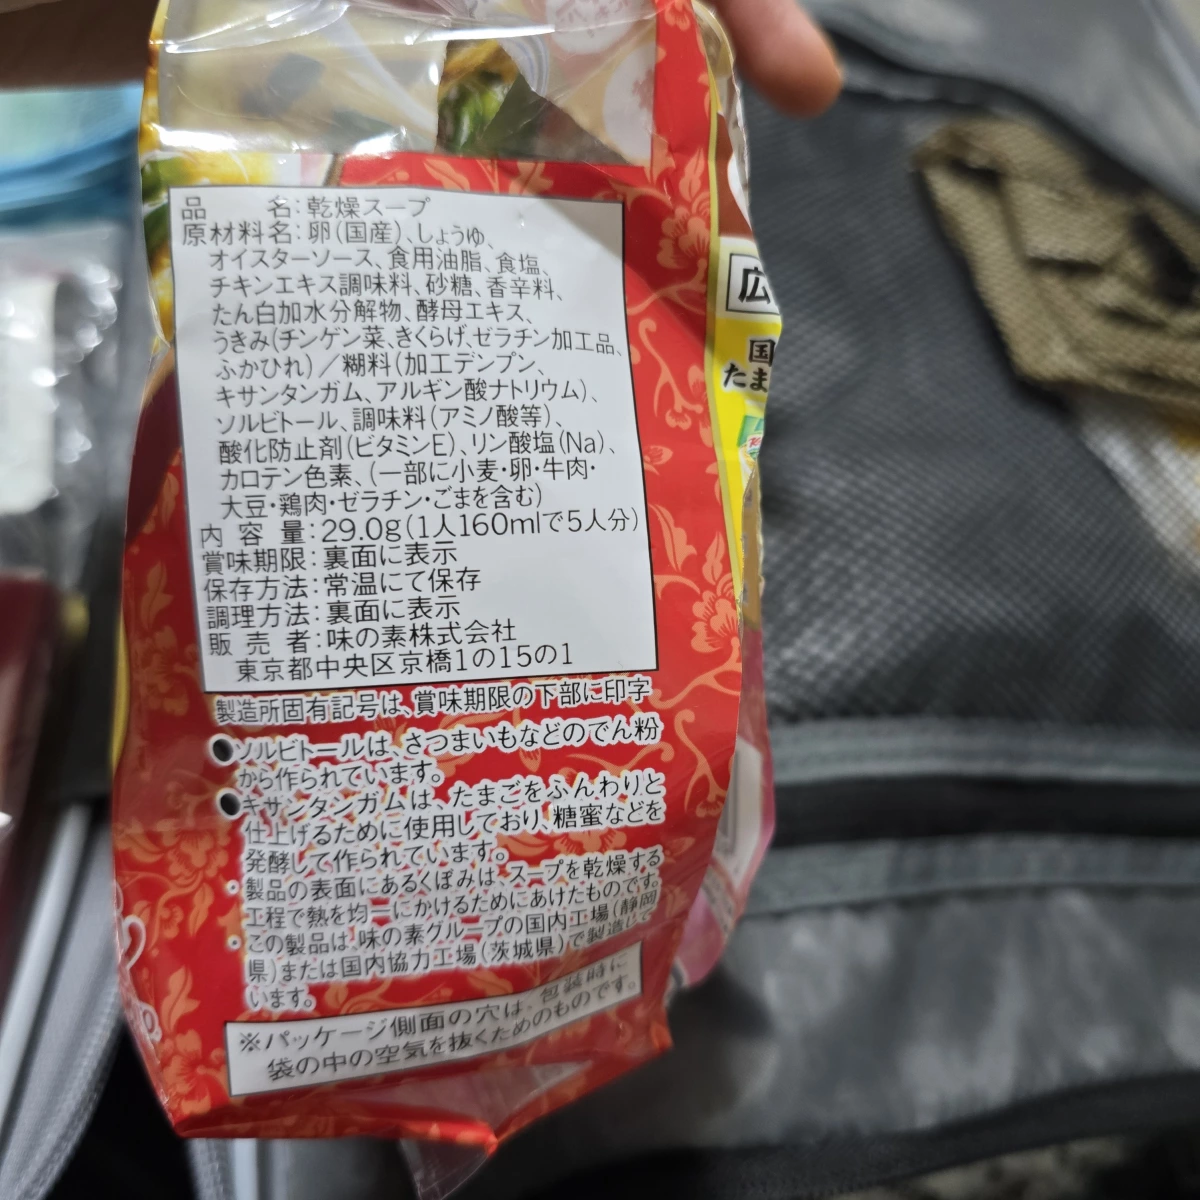 品 名:乾燥スープ
原材料名:卵(国産)、しょうゆ、
オイスターソース、食用油脂、食塩、
チキンエキス調味料、砂糖、香辛料、
たん白加水分解物、酵母エキス、
うきみ(チンゲン菜、きくらげ、ゼラチン加工品、
ふかひれ)/糊料(加工デンプン、
キサンタンガム、アルギン酸ナトリウム)、
ソルビトール、調味料(アミノ酸等)、
酸化防止剤(ビタミンE)、リン酸塩(Na)、
カロテン色素、(一部に小麦・卵・牛肉・
大豆・鶏肉・ゼラチン・ごまを含む)
内容量:29.0g(1人160mlで5人分)
賞味期限:裏面に表示
保存方法:常温にて保存
調理方法:裏面に表示
販売者:味の素株式会社
東京都中央区京橋1の15の1
製造所固有記号は、賞味期限の下部に印字
●ソルビトールは、さつまいもなどのでん粉
から作られています。
●キサンタンガムは、たまごをふんわりと
仕上げるために使用しており、糖蜜などを
発酵して作られています。
・製品の表面にあるくぼみは、スープを乾燥する
工程で熱を均一にかけるためにあけたものです。
・この製品は、味の素グループの国内工場(静岡
県)または国内協力工場(茨城県)で製造して
います。
※パッケージ側面の穴は、包装時に
袋の中の空気を抜くためのものです。
広
国
たま